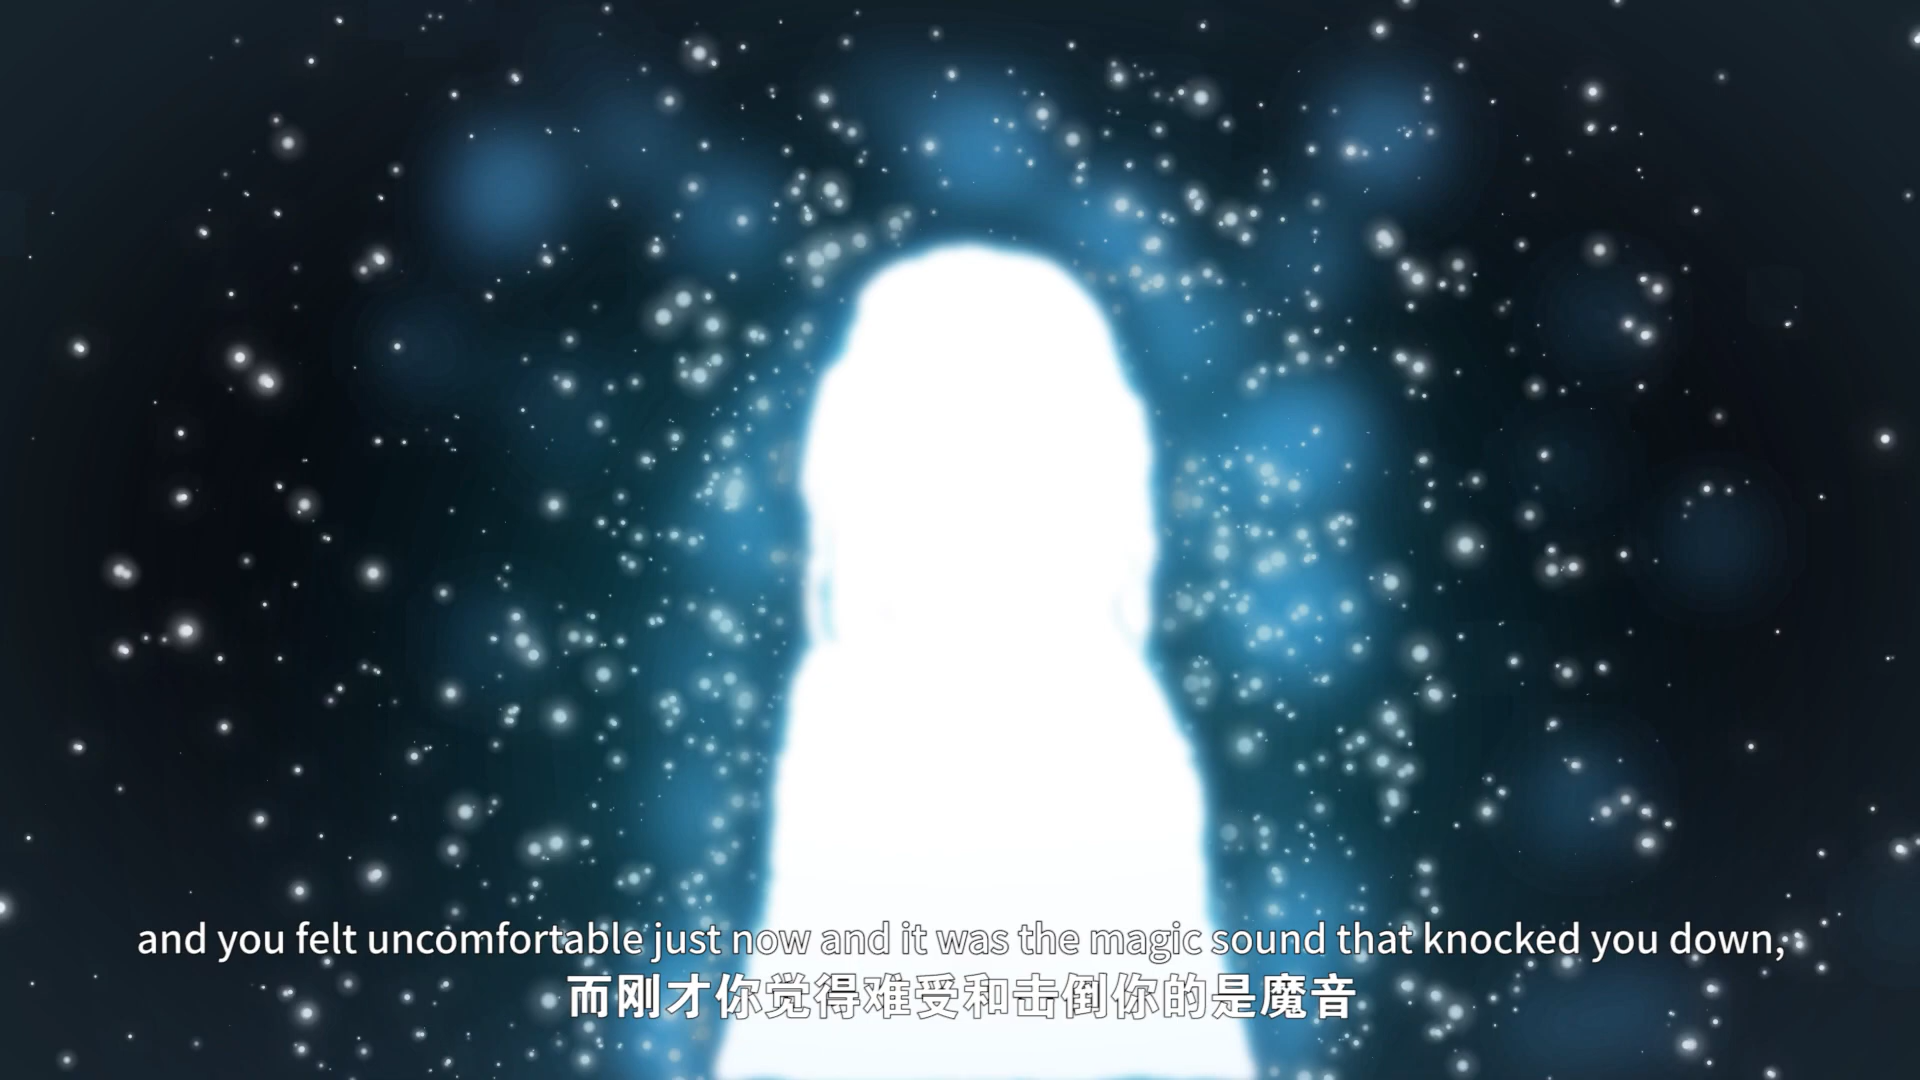 and you felt uncomfortable just now and it was the magic sound that knocked you down,
而刚才你觉得难受和击倒你的是魔音